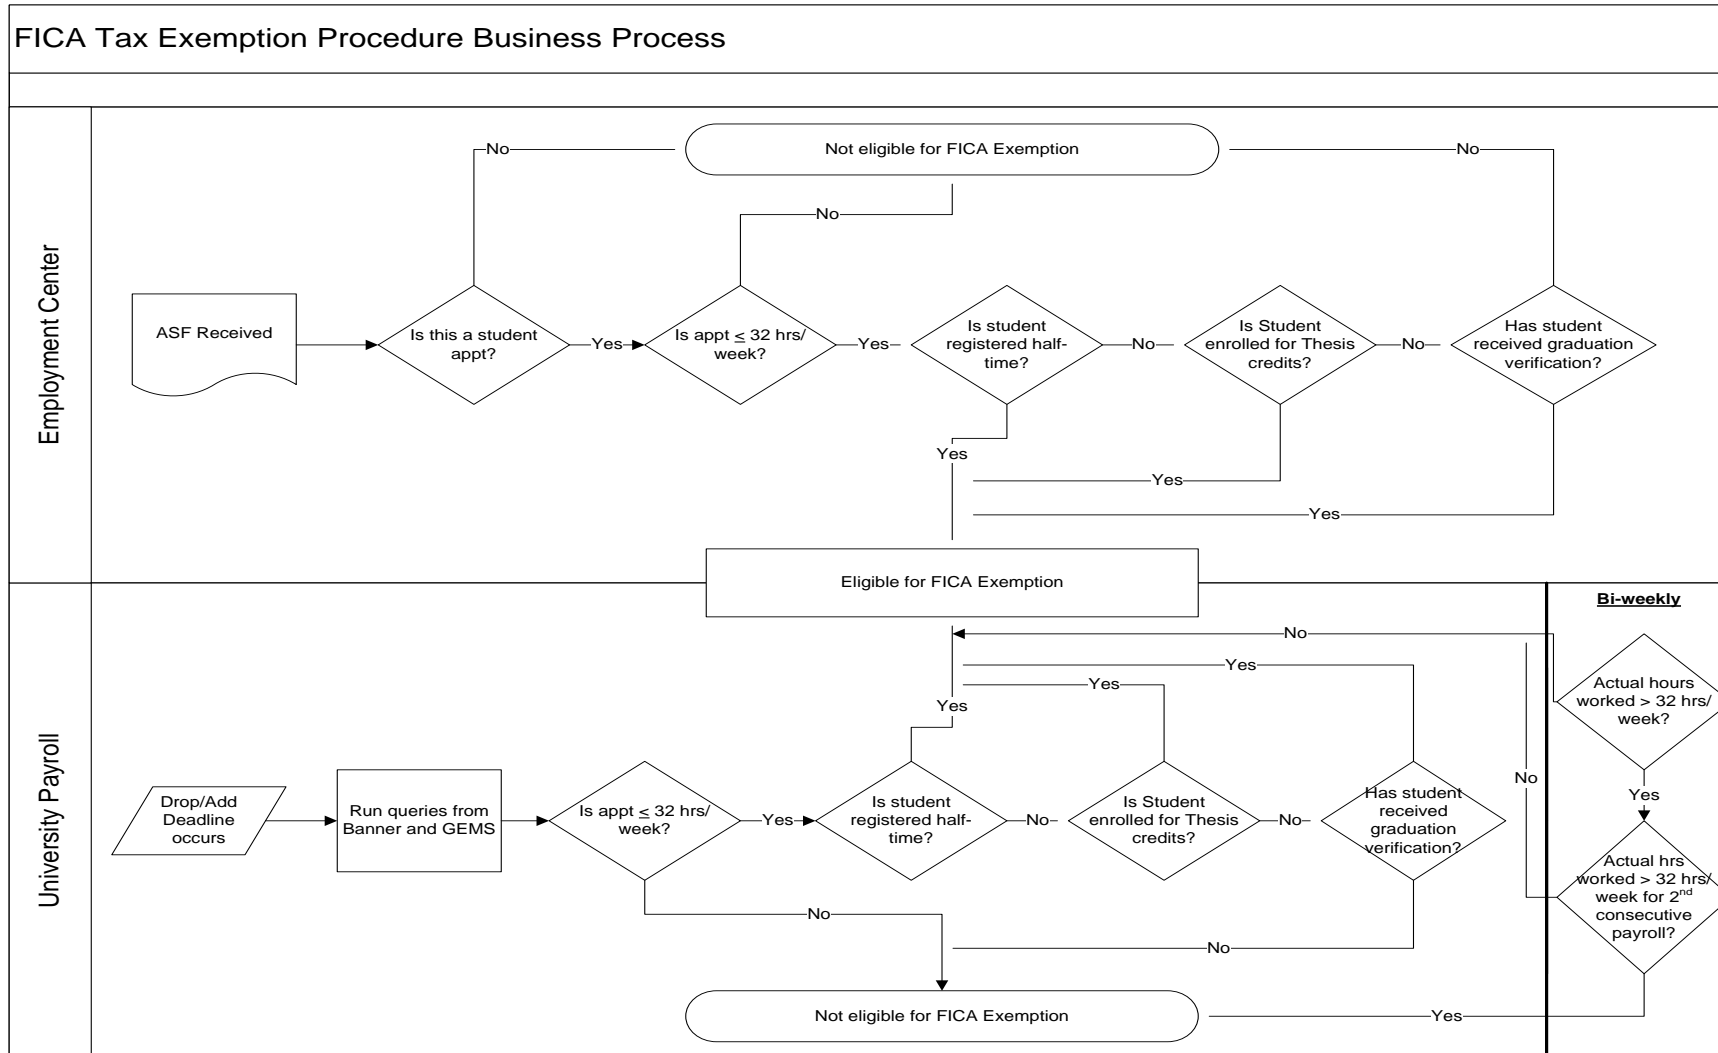 FICA Tax Exemption Procedure Business Process
Employment Center
Not eligible for FICA Exemption
No
No
No
ASF Received
Is this a student
appt?
Yes
Is appt ≤ 32 hrs/
week?
Yes
Is student
registered half-
time?
No
Is Student
enrolled for Thesis
credits?
No
Has student
received graduation
verification?
Yes
Yes
Yes
Eligible for FICA Exemption
University Payroll
Bi-weekly
No
Yes
Yes
Yes
Actual hours
worked > 32 hrs/
week?
No
Yes
Drop/Add
Deadline
occurs
Run queries from
Banner and GEMS
Is appt ≤ 32 hrs/
week?
Yes
Is student
registered half-
time?
No
Is Student
enrolled for Thesis
credits?
No
Has student
received
graduation
verification?
Actual hrs
worked > 32 hrs/
week for 2nd
consecutive
payroll?
No
No
Not eligible for FICA Exemption
Yes